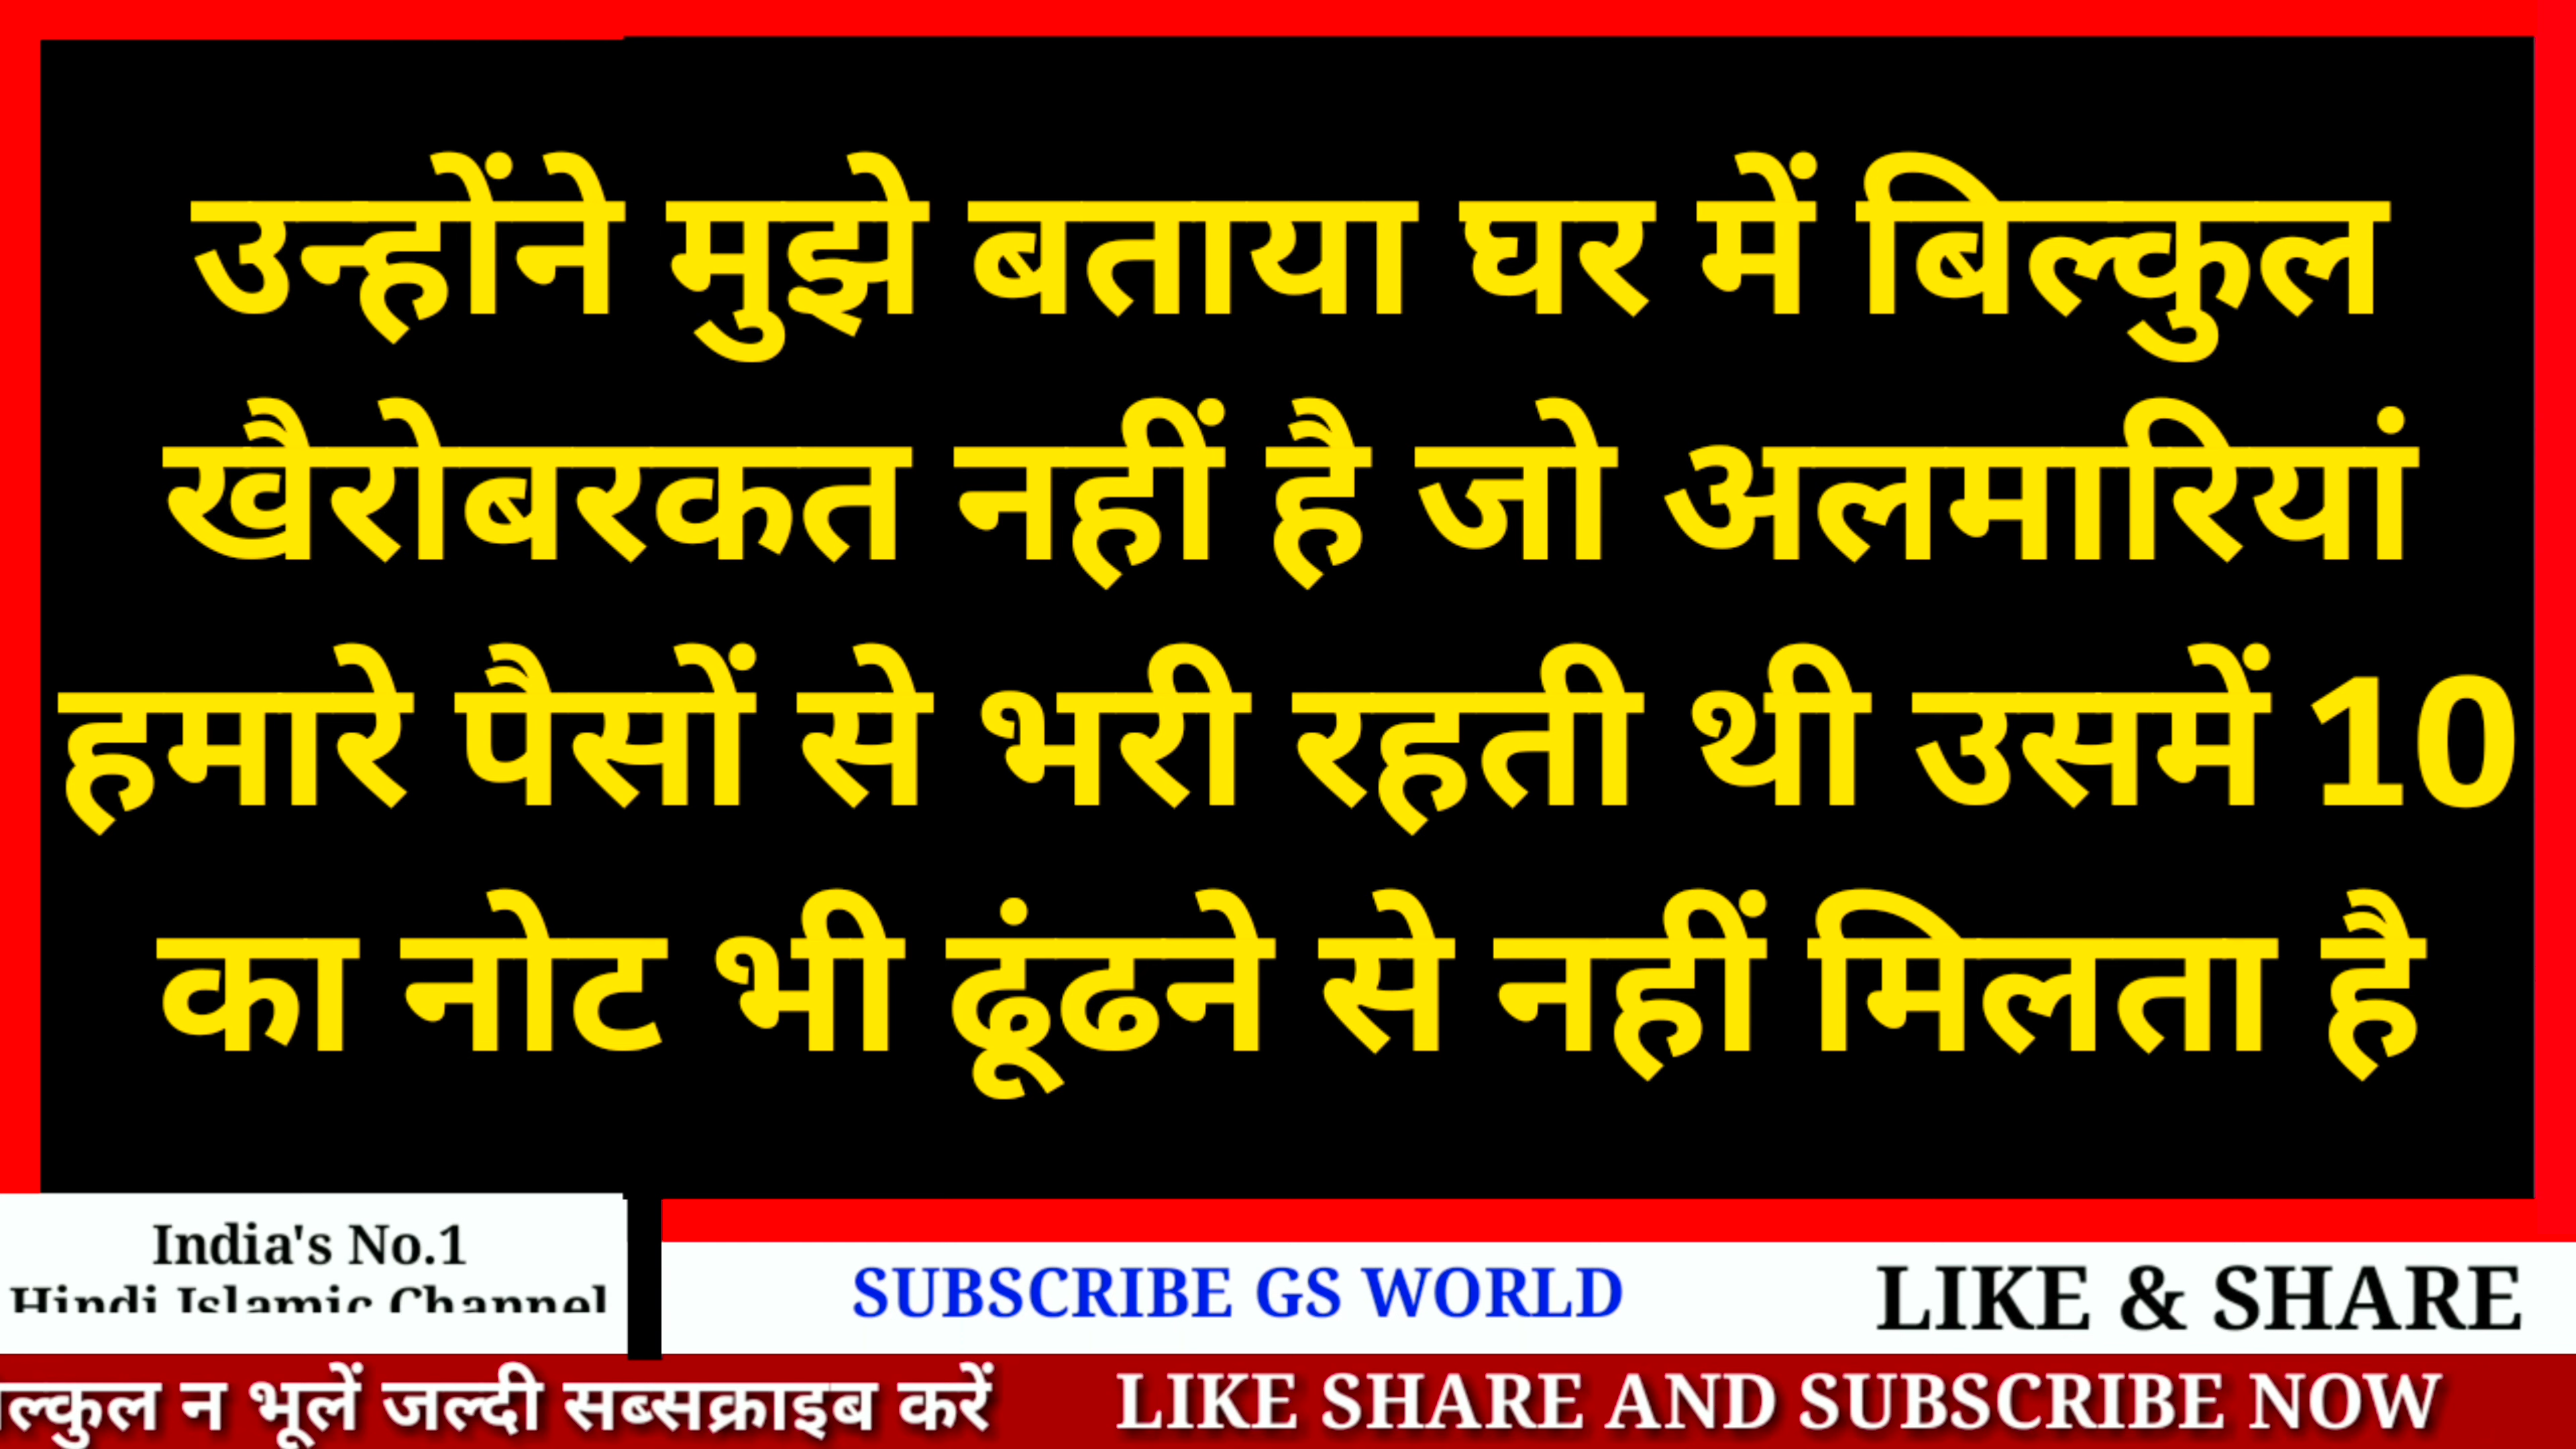 उन्होंने मुझे बताया घर में बिल्कुल
खैरोबरकत नहीं है जो अलमारियां
हमारे पैसों से भरी रहती थी उसमें 10
का नोट भी ढूंढने से नहीं मिलता है
India's No.1
Hindi Islamic Channel
SUBSCRIBE GS WORLD
LIKE & SHARE
न भूलें जल्दी सब्सक्राइब करें LIKE SHARE AND SUBSCRIBE NOW